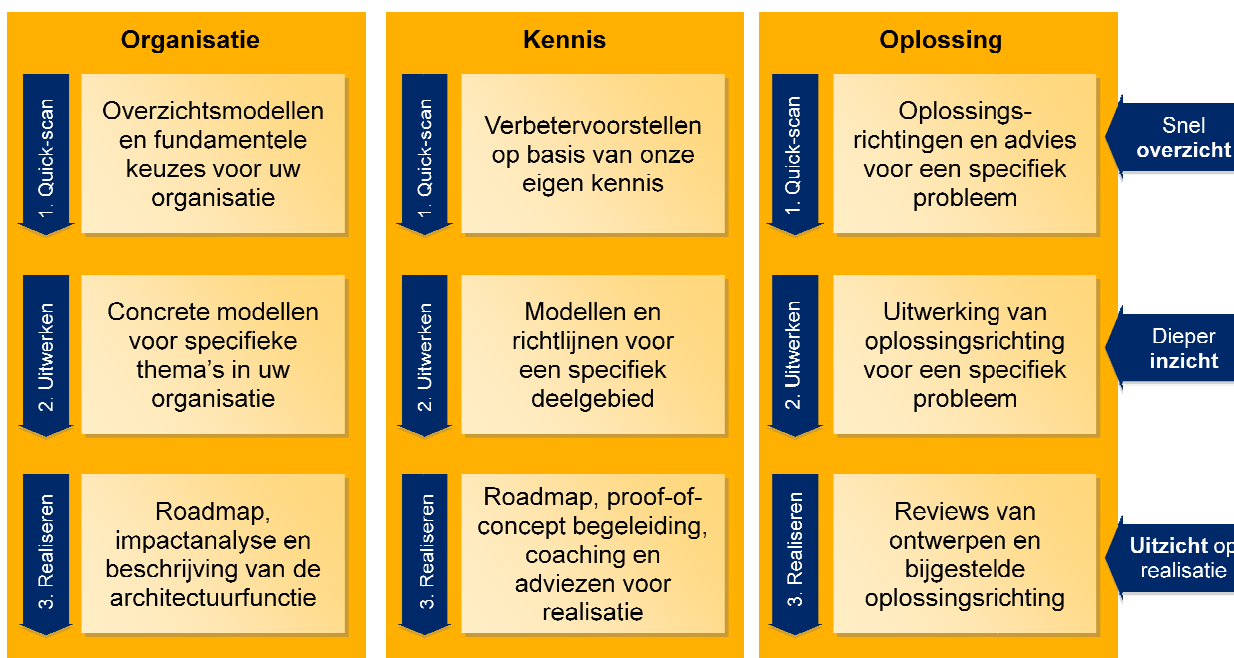 Organisatie
1. Quick-scan
Overzichtsmodellen
en fundamentele
keuzes voor uw
organisatie
2. Uitwerken
Concrete modellen
voor specifieke
thema's in uw
organisatie
3. Realiseren
Roadmap,
impactanalyse en
beschrijving van de
architectuurfunctie
Kennis
1. Quick-scan
Verbetervoorstellen
op basis van onze
eigen kennis
2. Uitwerken
Modellen en
richtlijnen voor
een specifiek
deelgebied
3. Realiseren
Roadmap, proof-of-
concept begeleiding,
coaching en
adviezen voor
realisatie
Oplossing
1. Quick-scan
Oplossings-
richtingen en advies
voor een specifiek
probleem
2. Uitwerken
Uitwerking van
oplossingsrichting
voor een specifiek
probleem
3. Realiseren
Reviews van
ontwerpen en
bijgestelde
oplossingsrichting
Snel
overzicht
Dieper
inzicht
Uitzicht op
realisatie